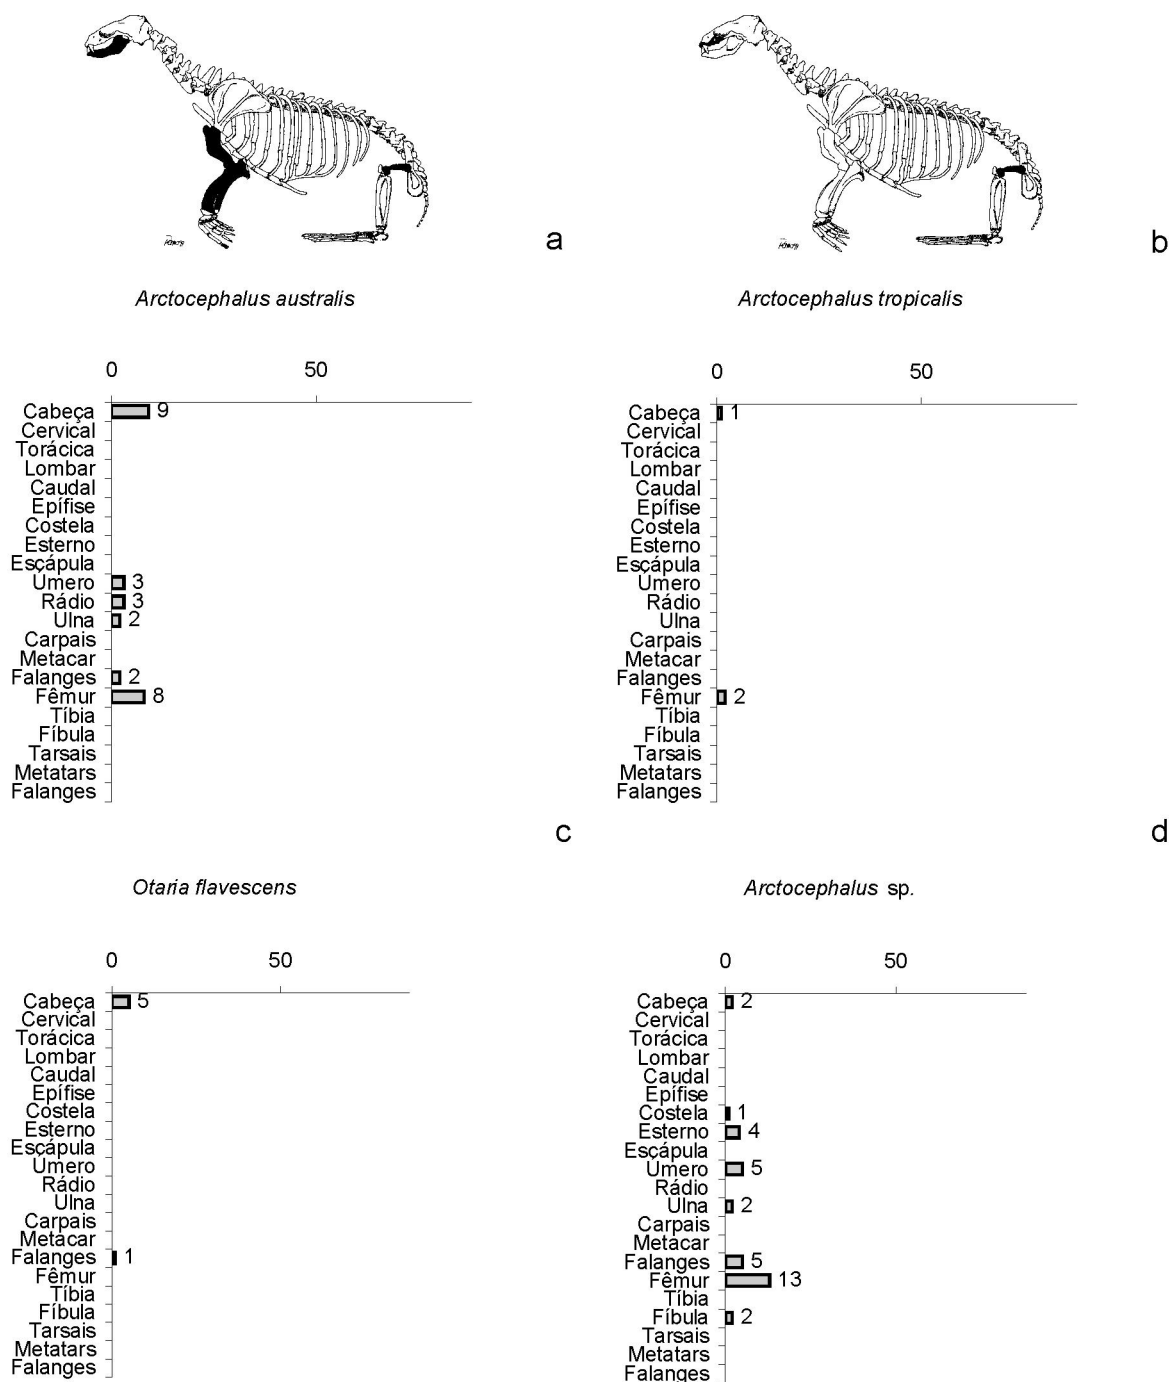 a
b
Arctocephalus australis
0 50
Cabeça 9
Cervical
Torácica
Lombar
Caudal
Epífise
Costela
Esterno
Escápula
Úmero 3
Rádio 3
Ulna 2
Carpais
Metacar
Falanges 2
Fêmur 8
Tíbia
Fíbula
Tarsais
Metatars
Falanges
Arctocephalus tropicalis
0 50
Cabeça 1
Cervical
Torácica
Lombar
Caudal
Epífise
Costela
Esterno
Escápula
Úmero
Rádio
Ulna
Carpais
Metacar
Falanges
Fêmur 2
Tíbia
Fíbula
Tarsais
Metatars
Falanges
c
d
Otaria flavescens
0 50
Cabeça 5
Cervical
Torácica
Lombar
Caudal
Epífise
Costela
Esterno
Escápula
Úmero
Rádio
Ulna
Carpais
Metacar
Falanges 1
Fêmur
Tíbia
Fíbula
Tarsais
Metatars
Falanges
Arctocephalus sp.
0 50
Cabeça 2
Cervical
Torácica
Lombar
Caudal
Epífise
Costela 1
Esterno 4
Escápula
Úmero 5
Rádio
Ulna 2
Carpais
Metacar
Falanges 5
Fêmur 13
Tíbia
Fíbula 2
Tarsais
Metatars
Falanges